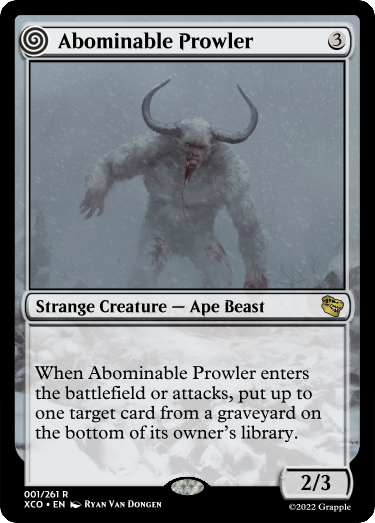 Abominable Prowler 3
Strange Creature — Ape Beast
When Abominable Prowler enters
the battlefield or attacks, put up to
one target card from a graveyard on
the bottom of its owner's library.
2/3
001/261 R
XCO • EN Ryan Van Dongen
©2022 Grapple